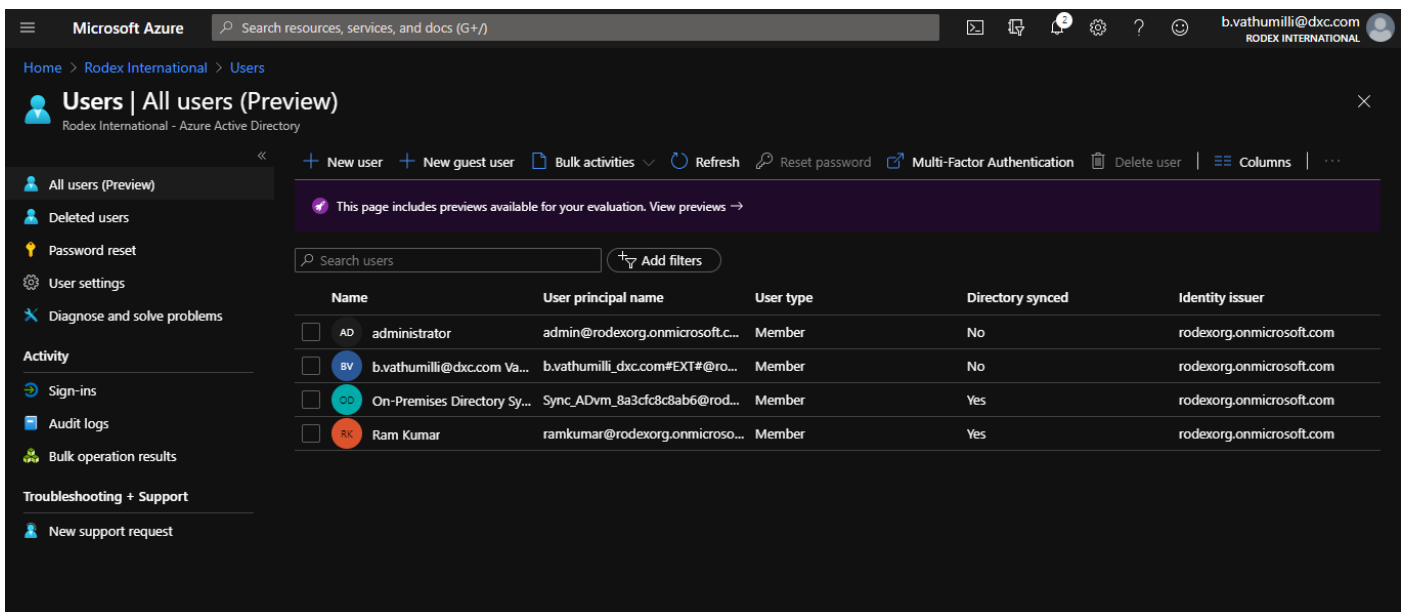 Microsoft Azure Search resources, services, and docs (G+/) 2 ? b.vathumilli@dxc.com
RODEX INTERNATIONAL
Home > Rodex International > Users
Users | All users (Preview)
Rodex International - Azure Active Directory
« + New user + New guest user Bulk activities Refresh Reset password Multi-Factor Authentication Delete user Columns ...
All users (Preview)
Deleted users
Password reset
User settings
Diagnose and solve problems
Activity
Sign-ins
Audit logs
Bulk operation results
Troubleshooting + Support
New support request
This page includes previews available for your evaluation. View previews →
Search users Add filters
Name User principal name User type Directory synced Identity issuer
AD administrator admin@rodexorg.onmicrosoft.c... Member No rodexorg.onmicrosoft.com
BV b.vathumilli@dxc.com Va... b.vathumilli_dxc.com#EXT#@ro... Member No rodexorg.onmicrosoft.com
OD On-Premises Directory Sy... Sync_ADvm_8a3cfc8c8ab6@rod... Member Yes rodexorg.onmicrosoft.com
RK Ram Kumar ramkumar@rodexorg.onmicroso... Member Yes rodexorg.onmicrosoft.com